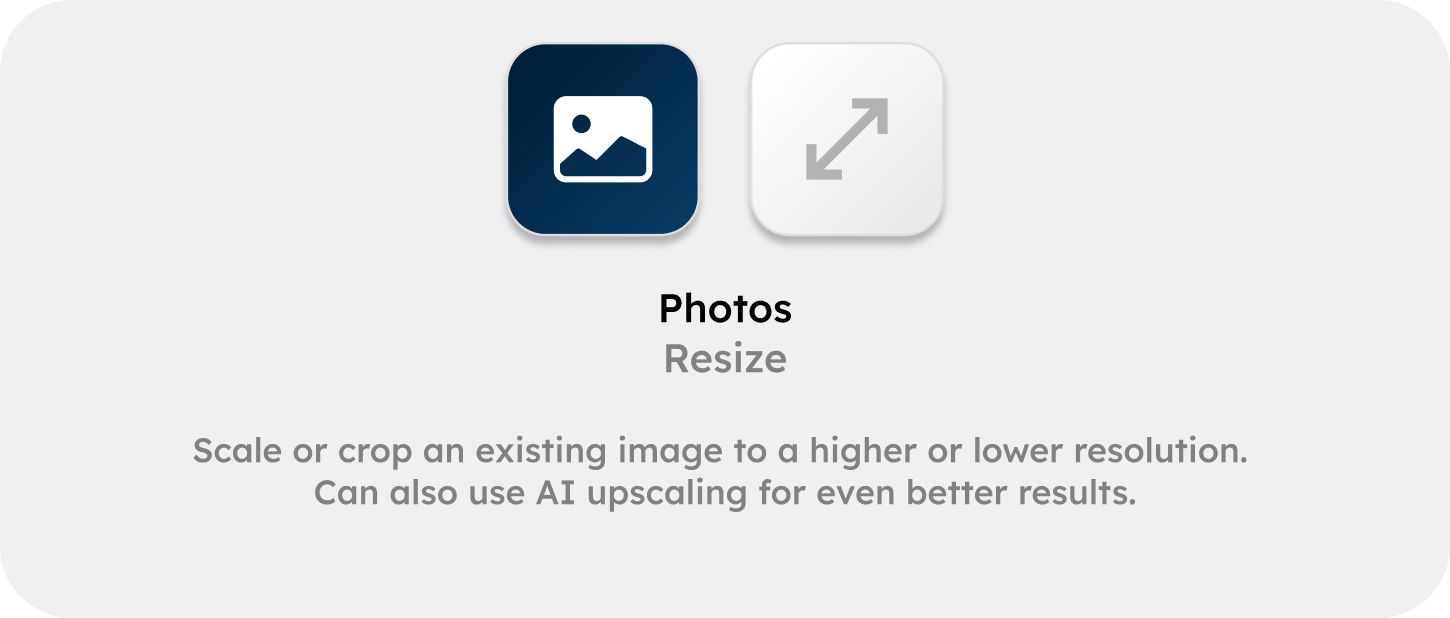 Photos
Resize
Scale or crop an existing image to a higher or lower resolution.
Can also use AI upscaling for even better results.